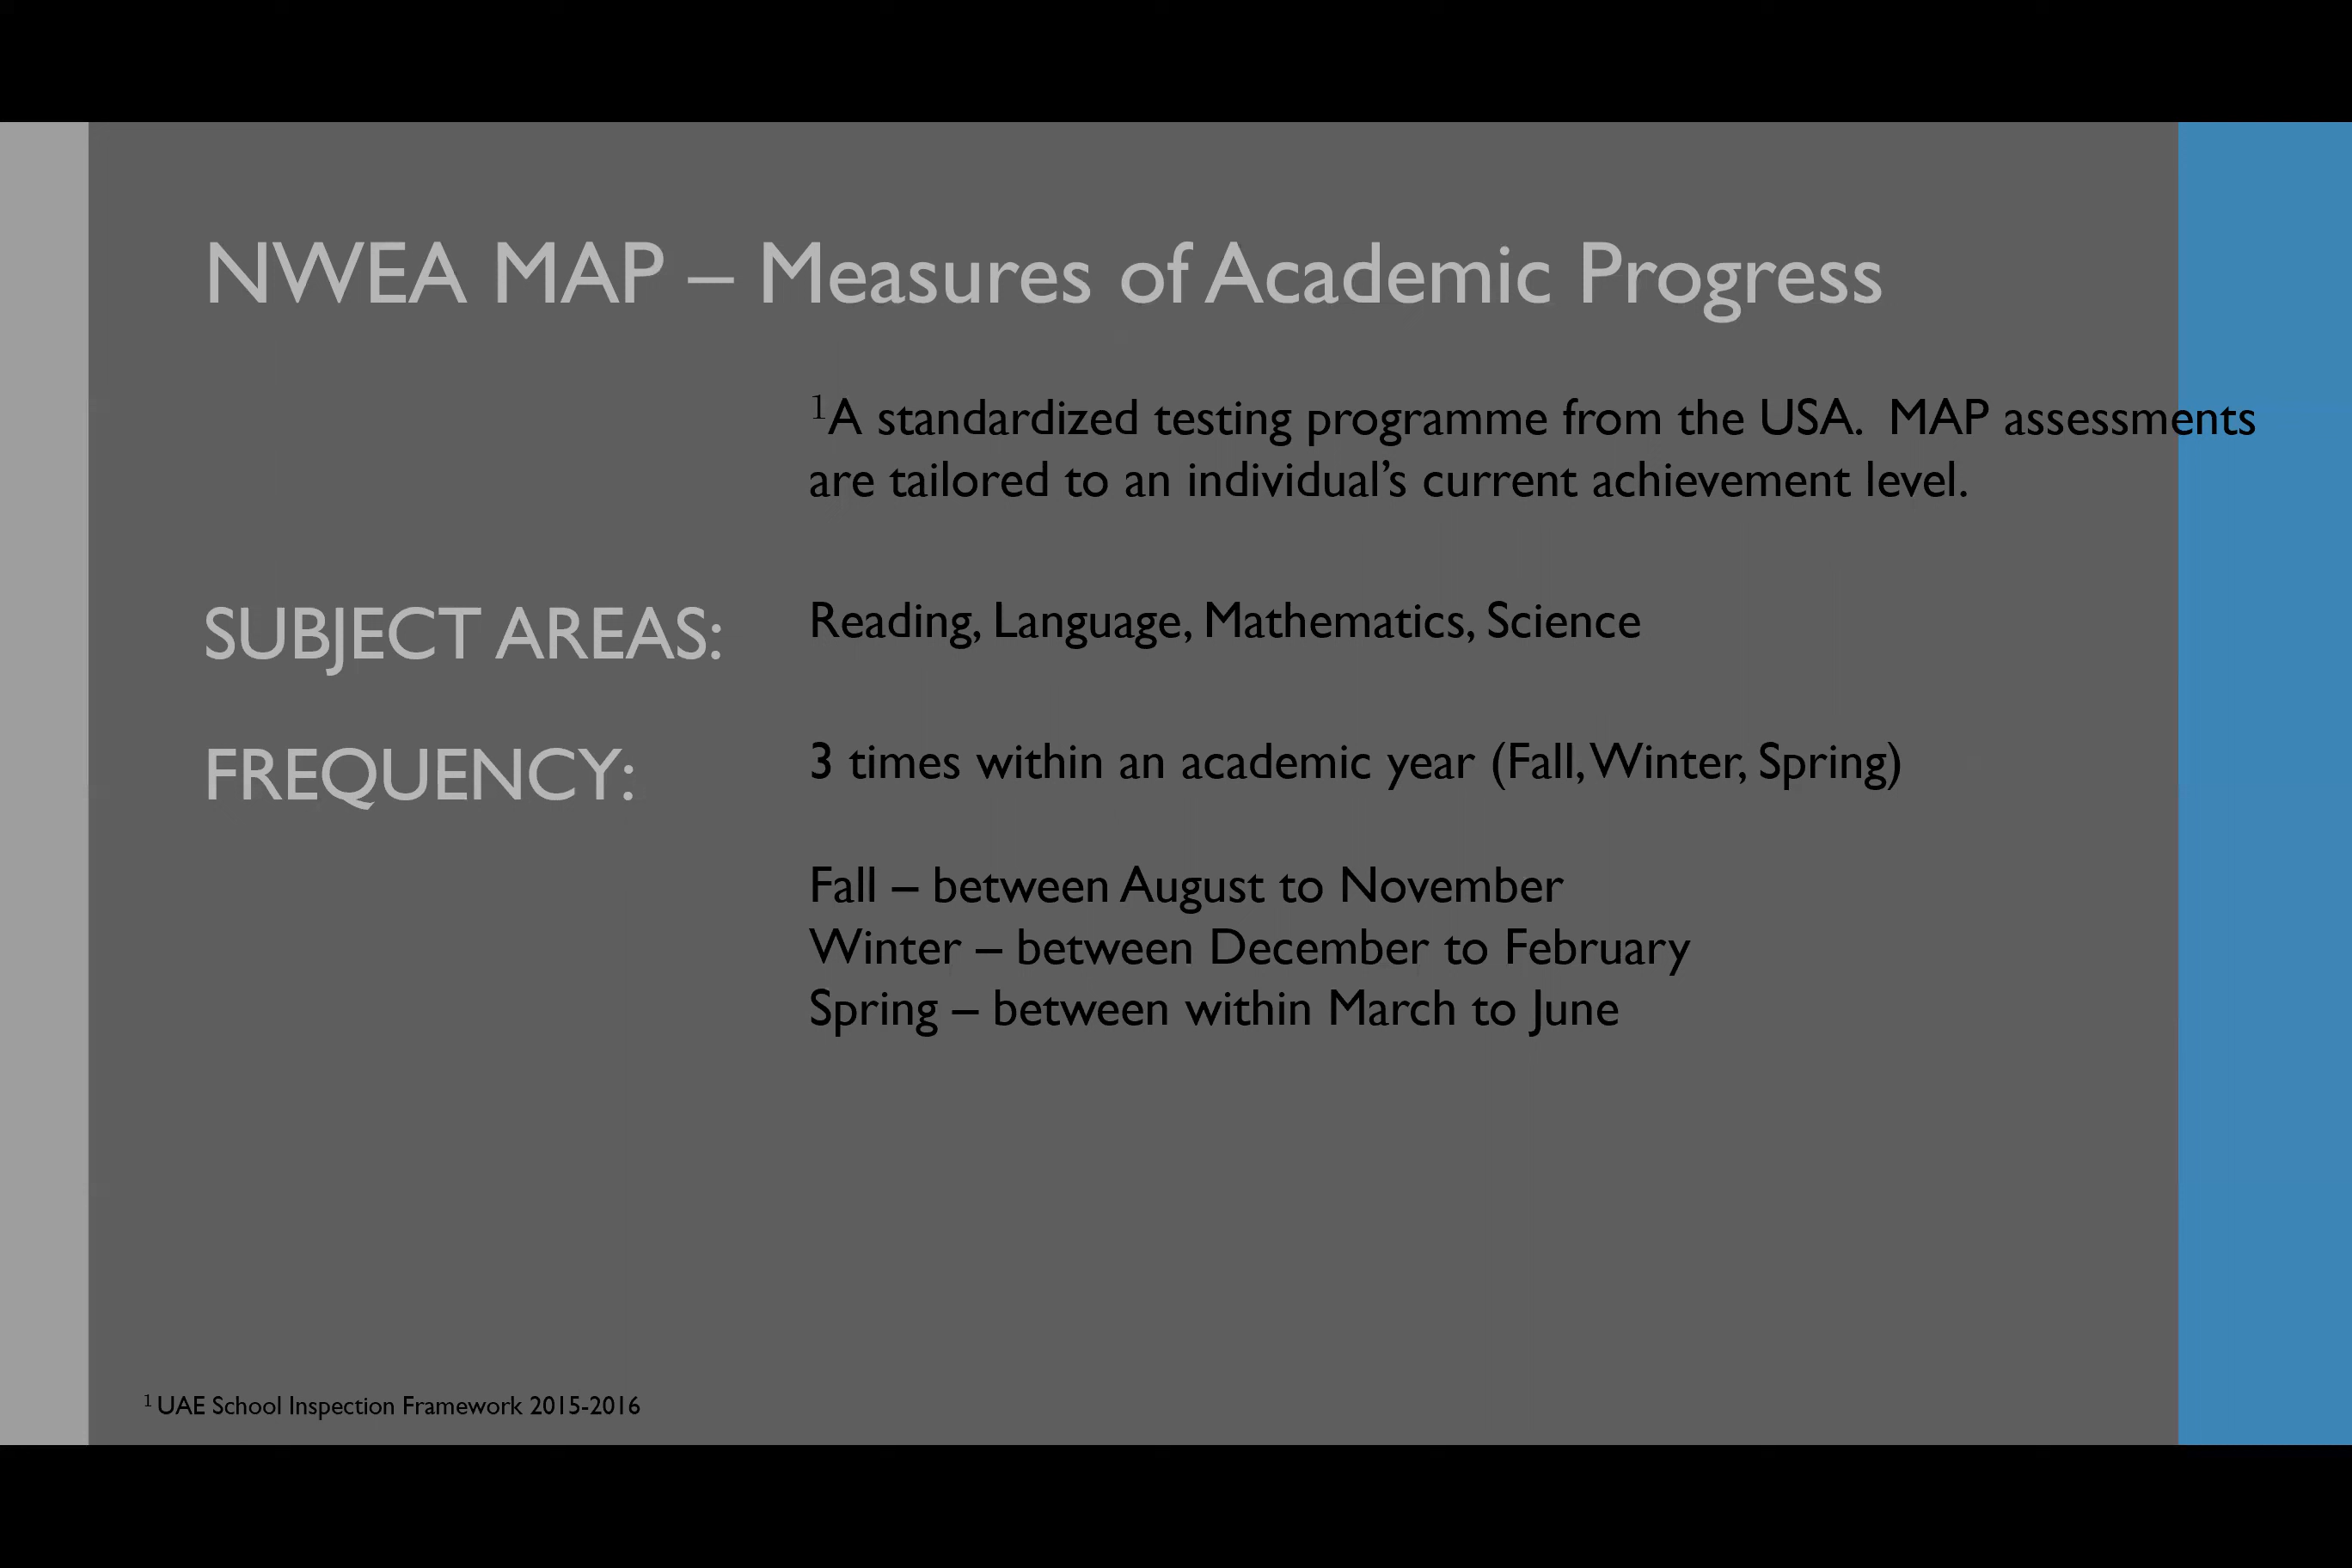 NWEA MAP – Measures of Academic Progress
¹A standardized testing programme from the USA.  MAP assessments
are tailored to an individual’s current achievement level.
SUBJECT AREAS: Reading, Language, Mathematics, Science
FREQUENCY: 3 times within an academic year (Fall, Winter, Spring)
Fall – between August to November
Winter – between December to February
Spring – between within March to June
¹ UAE School Inspection Framework 2015-2016